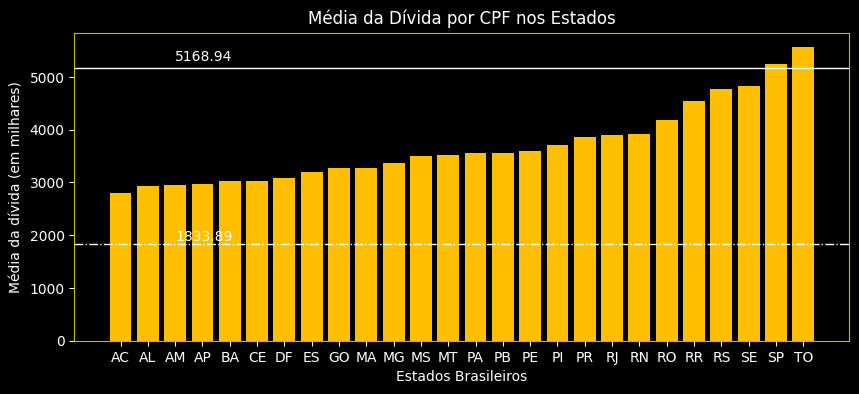 Média da Dívida por CPF nos Estados
Média da dívida (em milhares)
5000
4000
3000
2000
1000
0
5168.94
1833.89
AC AL AM AP BA CE DF ES GO MA MG MS MT PA PB PE PI PR RJ RN RO RR RS SE SP TO
Estados Brasileiros